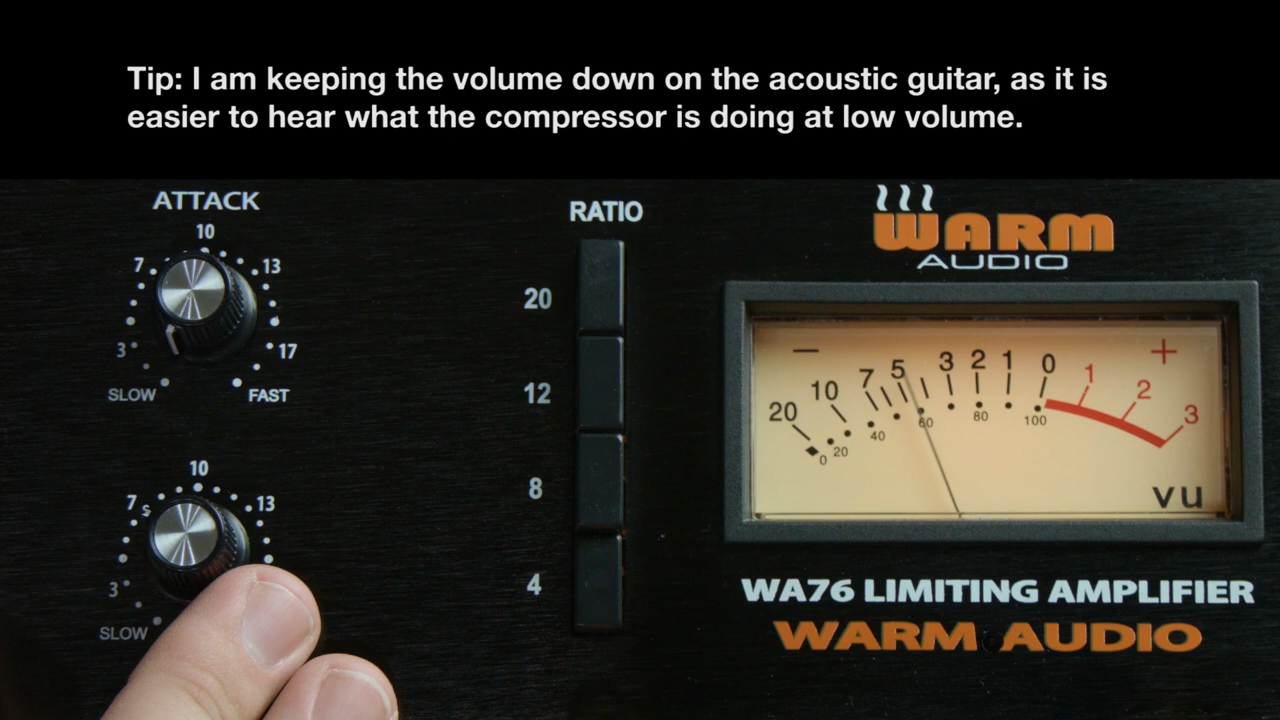 Tip: I am keeping the volume down on the acoustic guitar, as it is
easier to hear what the compressor is doing at low volume.
ATTACK
10
7 13
3 17
SLOW FAST
10
7 13
3
SLOW
RATIO
20
12
8
4
WARM
AUDIO
− +
20 10 7 5 3 2 1 0 1 2 3
0 20 40 60 80 100
VU
WA76 LIMITING AMPLIFIER
WARM AUDIO